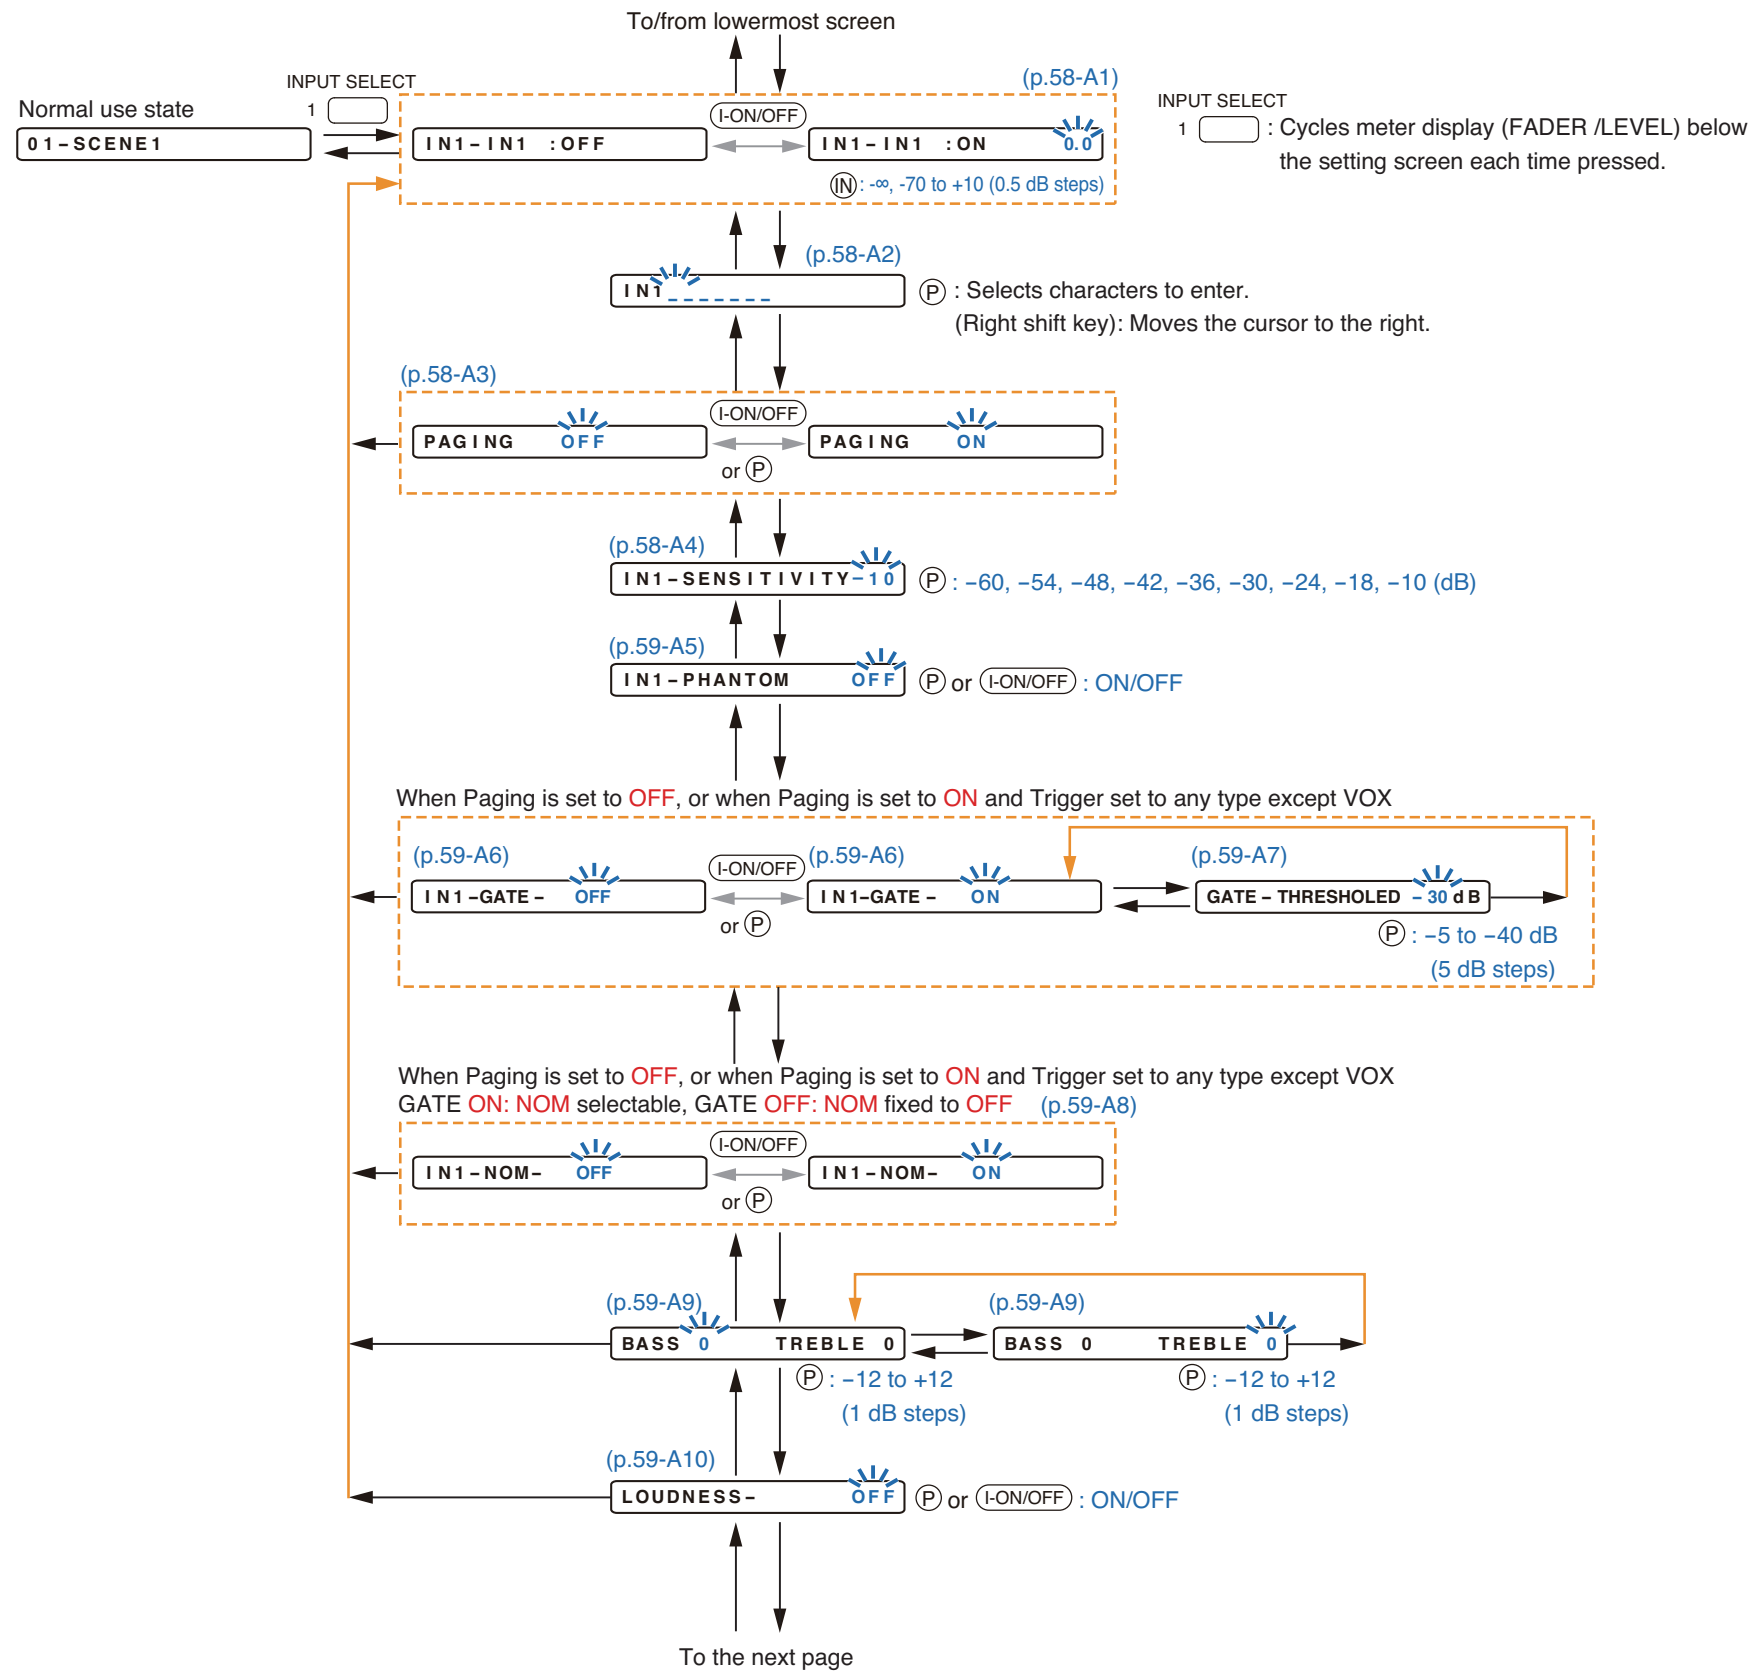 To/from lowermost screen
(p.58-A1)
INPUT SELECT
1
Normal use state
01-SCENE1
I-ON/OFF
IN1-IN1 :OFF
IN1-IN1 :ON 0.0
IN : -∞, -70 to +10 (0.5 dB steps)
INPUT SELECT
1 : Cycles meter display (FADER /LEVEL) below
the setting screen each time pressed.
(p.58-A2)
IN1_ _ _ _ _ _ _
P : Selects characters to enter.
(Right shift key): Moves the cursor to the right.
(p.58-A3)
I-ON/OFF
PAGING OFF
PAGING ON
or P
(p.58-A4)
IN1-SENSITIVITY-10
P : −60, −54, −48, −42, −36, −30, −24, −18, −10 (dB)
(p.59-A5)
IN1-PHANTOM OFF
P or I-ON/OFF : ON/OFF
When Paging is set to OFF, or when Paging is set to ON and Trigger set to any type except VOX
(p.59-A6)
I-ON/OFF
(p.59-A6)
(p.59-A7)
IN1-GATE- OFF
IN1-GATE- ON
GATE-THRESHOLED -30dB
or P
P : −5 to −40 dB
(5 dB steps)
When Paging is set to OFF, or when Paging is set to ON and Trigger set to any type except VOX
GATE ON: NOM selectable, GATE OFF: NOM fixed to OFF (p.59-A8)
I-ON/OFF
IN1-NOM- OFF
IN1-NOM- ON
or P
(p.59-A9)
(p.59-A9)
BASS 0 TREBLE 0
BASS 0 TREBLE 0
P : −12 to +12
(1 dB steps)
P : −12 to +12
(1 dB steps)
(p.59-A10)
LOUDNESS- OFF
P or I-ON/OFF : ON/OFF
To the next page